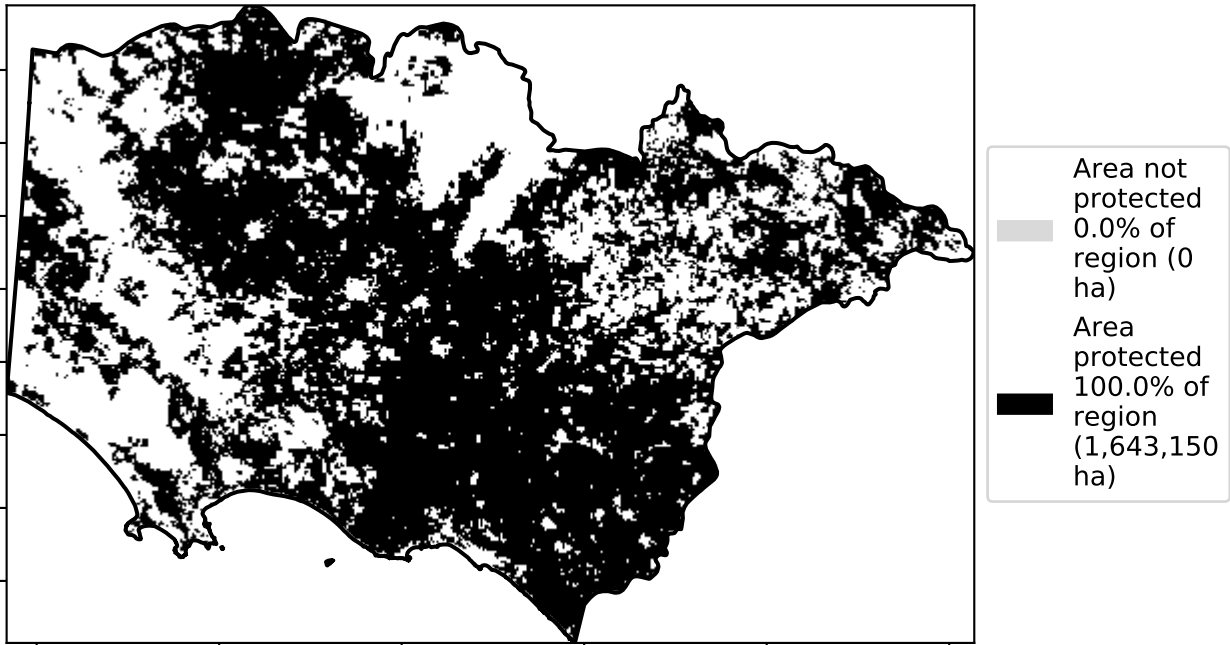 Area not
protected
0.0% of
region (0
ha)
Area
protected
100.0% of
region
(1,643,150
ha)